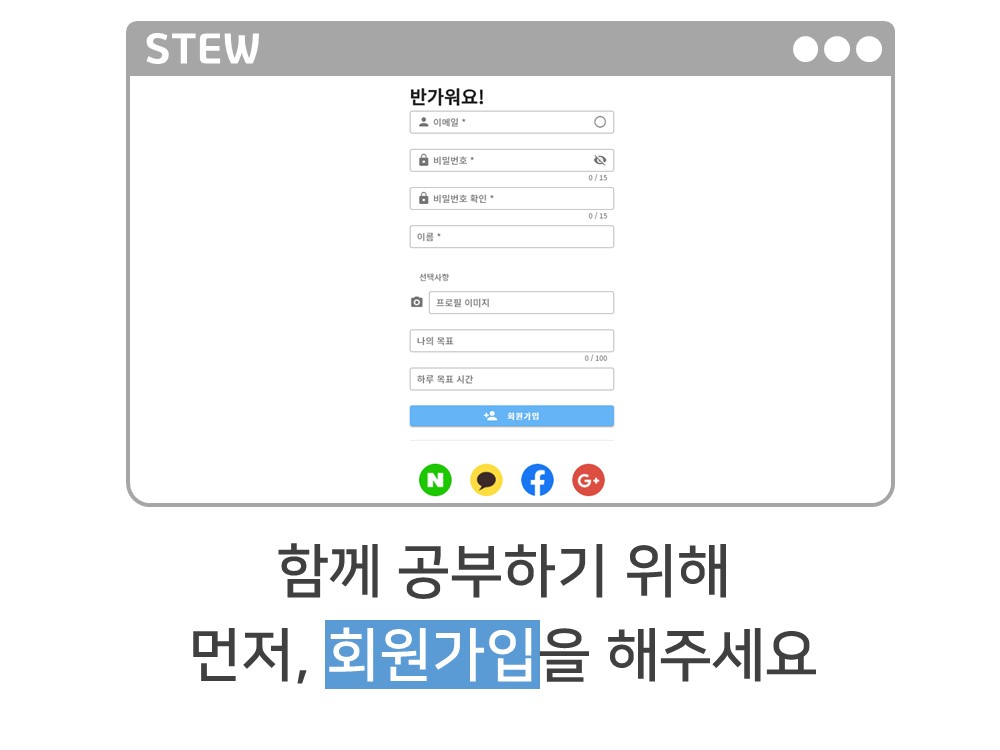 STEW
반가워요!
이메일 *
비밀번호 *
0 / 15
비밀번호 확인 *
0 / 15
이름 *
선택사항
프로필 이미지
나의 목표
0 / 100
하루 목표 시간
회원가입
N
G+
함께 공부하기 위해
먼저, 회원가입을 해주세요